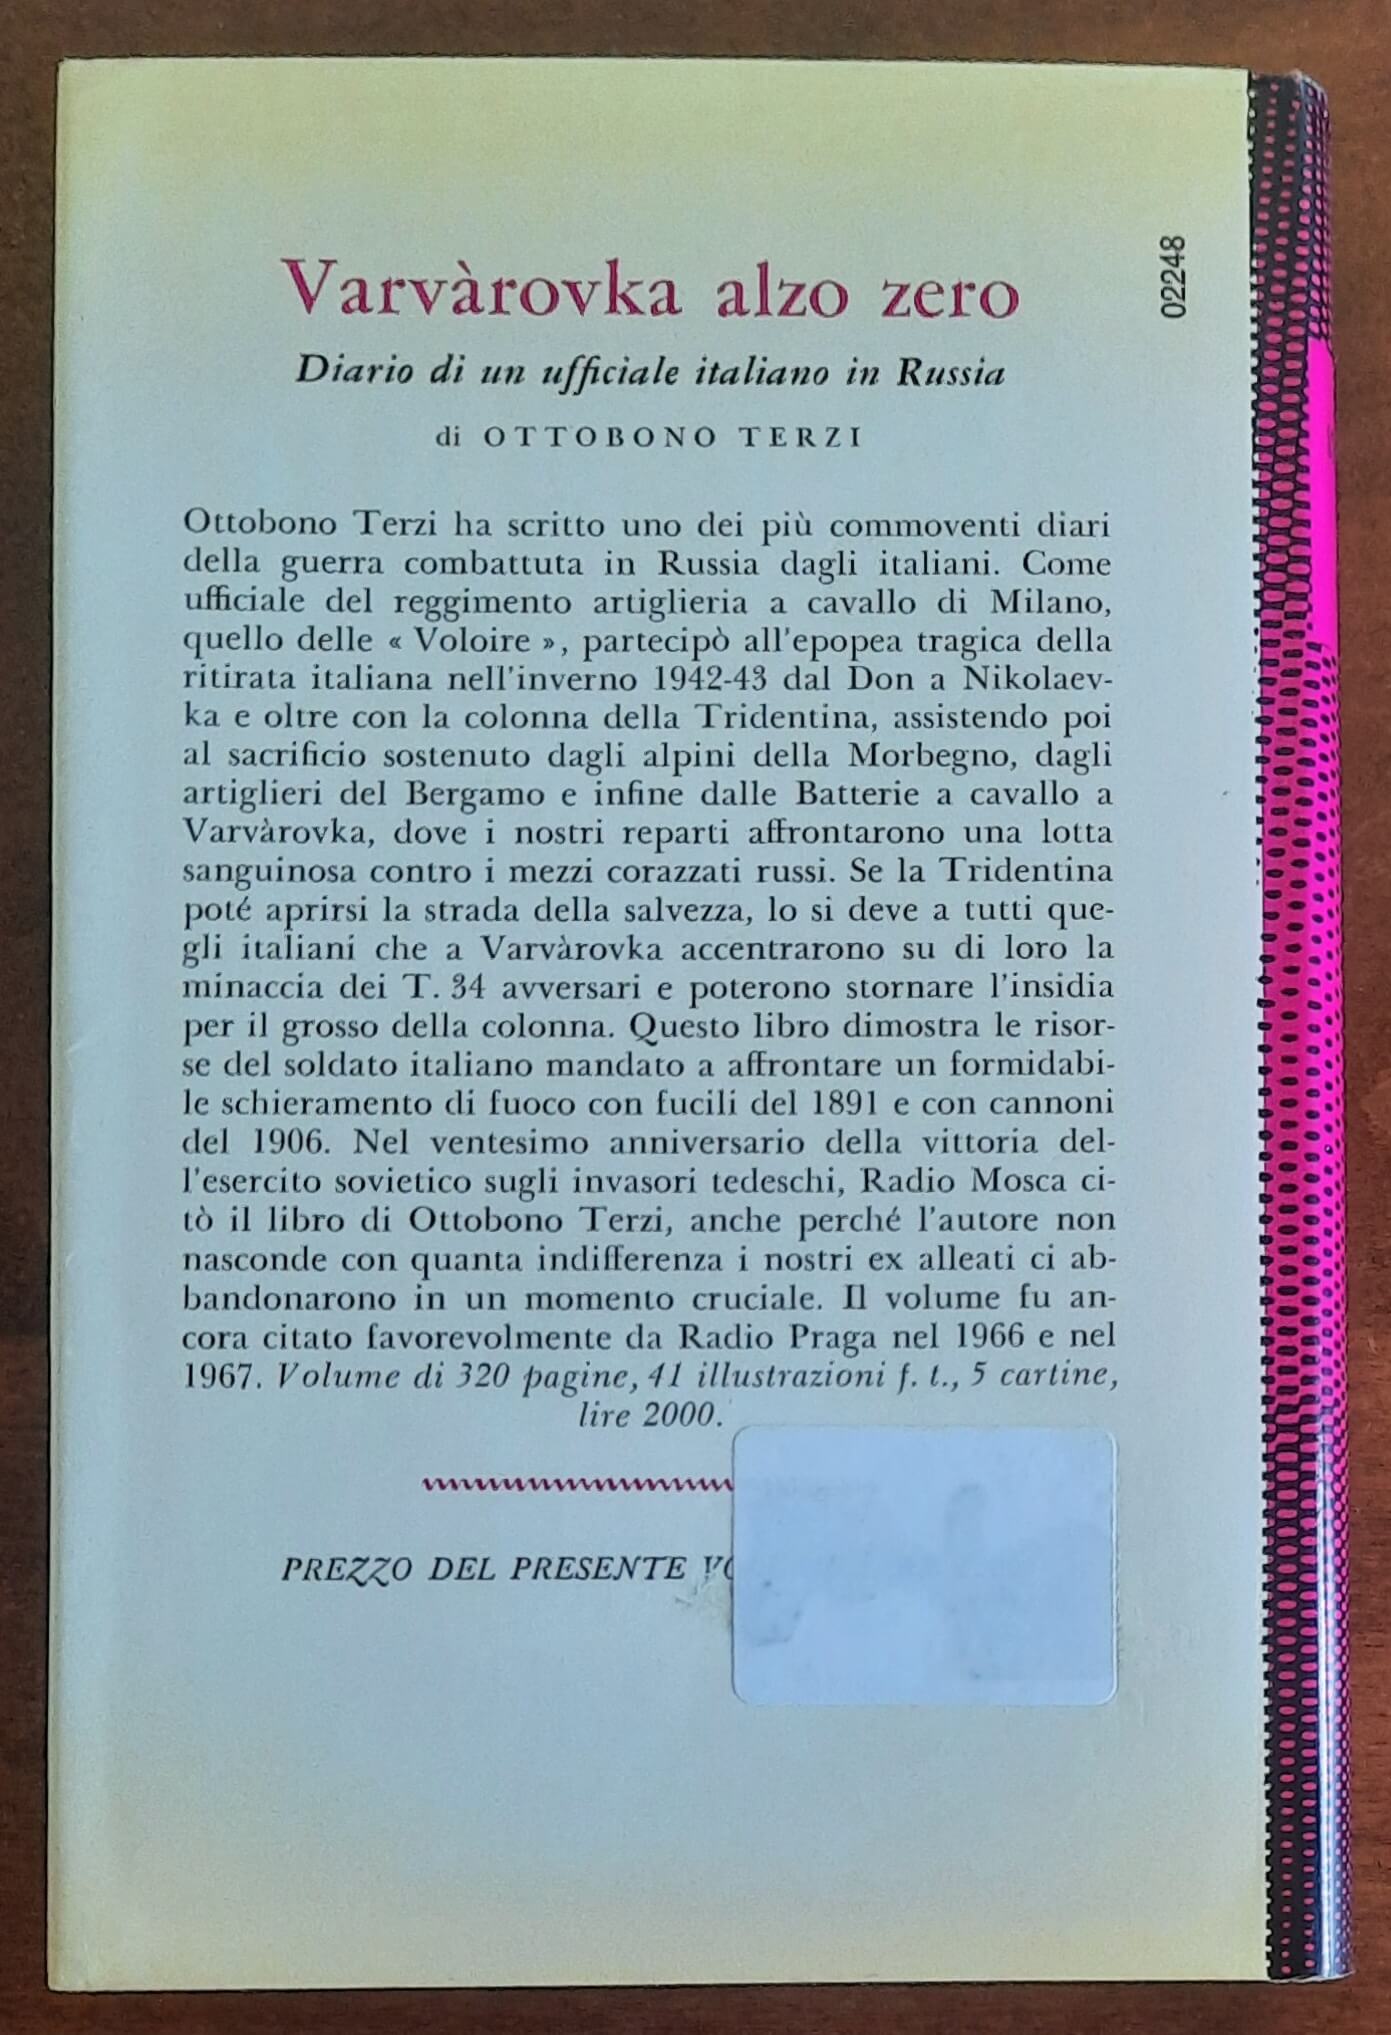 Varvàrovka alzo zero
02248
Diario di un ufficiale italiano in Russia
di OTTOBONO TERZI
Ottobono Terzi ha scritto uno dei più commoventi diari
della guerra combattuta in Russia dagli italiani. Come
ufficiale del reggimento artiglieria a cavallo di Milano,
quello delle « Voloire », partecipò all'epopea tragica della
ritirata italiana nell'inverno 1942-43 dal Don a Nikolaev-
ka e oltre con la colonna della Tridentina, assistendo poi
al sacrificio sostenuto dagli alpini della Morbegno, dagli
artiglieri del Bergamo e infine dalle Batterie a cavallo a
Varvàrovka, dove i nostri reparti affrontarono una lotta
sanguinosa contro i mezzi corazzati russi. Se la Tridentina
poté aprirsi la strada della salvezza, lo si deve a tutti que-
gli italiani che a Varvàrovka accentrarono su di loro la
minaccia dei T. 34 avversari e poterono stornare l'insidia
per il grosso della colonna. Questo libro dimostra le risor-
se del soldato italiano mandato a affrontare un formidabi-
le schieramento di fuoco con fucili del 1891 e con cannoni
del 1906. Nel ventesimo anniversario della vittoria del-
l'esercito sovietico sugli invasori tedeschi, Radio Mosca ci-
tò il libro di Ottobono Terzi, anche perché l'autore non
nasconde con quanta indifferenza i nostri ex alleati ci ab-
bandonarono in un momento cruciale. Il volume fu an-
cora citato favorevolmente da Radio Praga nel 1966 e nel
1967. Volume di 320 pagine, 41 illustrazioni f. t., 5 cartine,
lire 2000.
PREZZO DEL PRESENTE